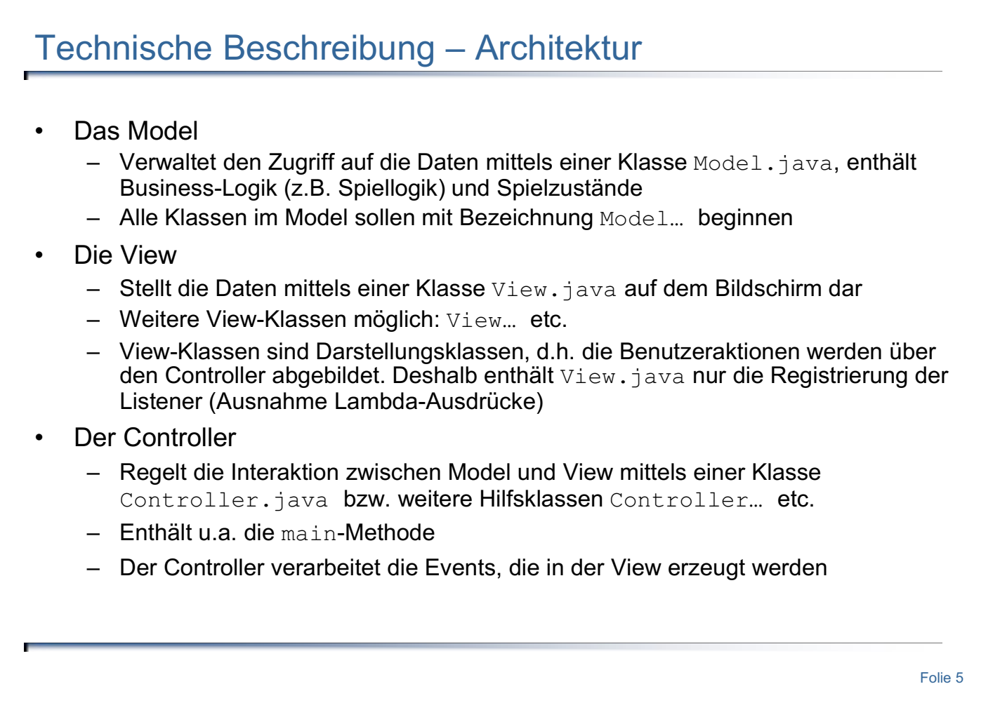 Technische Beschreibung – Architektur
• Das Model
– Verwaltet den Zugriff auf die Daten mittels einer Klasse Model.java, enthält
Business-Logik (z.B. Spiellogik) und Spielzustände
– Alle Klassen im Model sollen mit Bezeichnung Model… beginnen
• Die View
– Stellt die Daten mittels einer Klasse View.java auf dem Bildschirm dar
– Weitere View-Klassen möglich: View… etc.
– View-Klassen sind Darstellungsklassen, d.h. die Benutzeraktionen werden über
den Controller abgebildet. Deshalb enthält View.java nur die Registrierung der
Listener (Ausnahme Lambda-Ausdrücke)
• Der Controller
– Regelt die Interaktion zwischen Model und View mittels einer Klasse
Controller.java bzw. weitere Hilfsklassen Controller… etc.
– Enthält u.a. die main-Methode
– Der Controller verarbeitet die Events, die in der View erzeugt werden
Folie 5